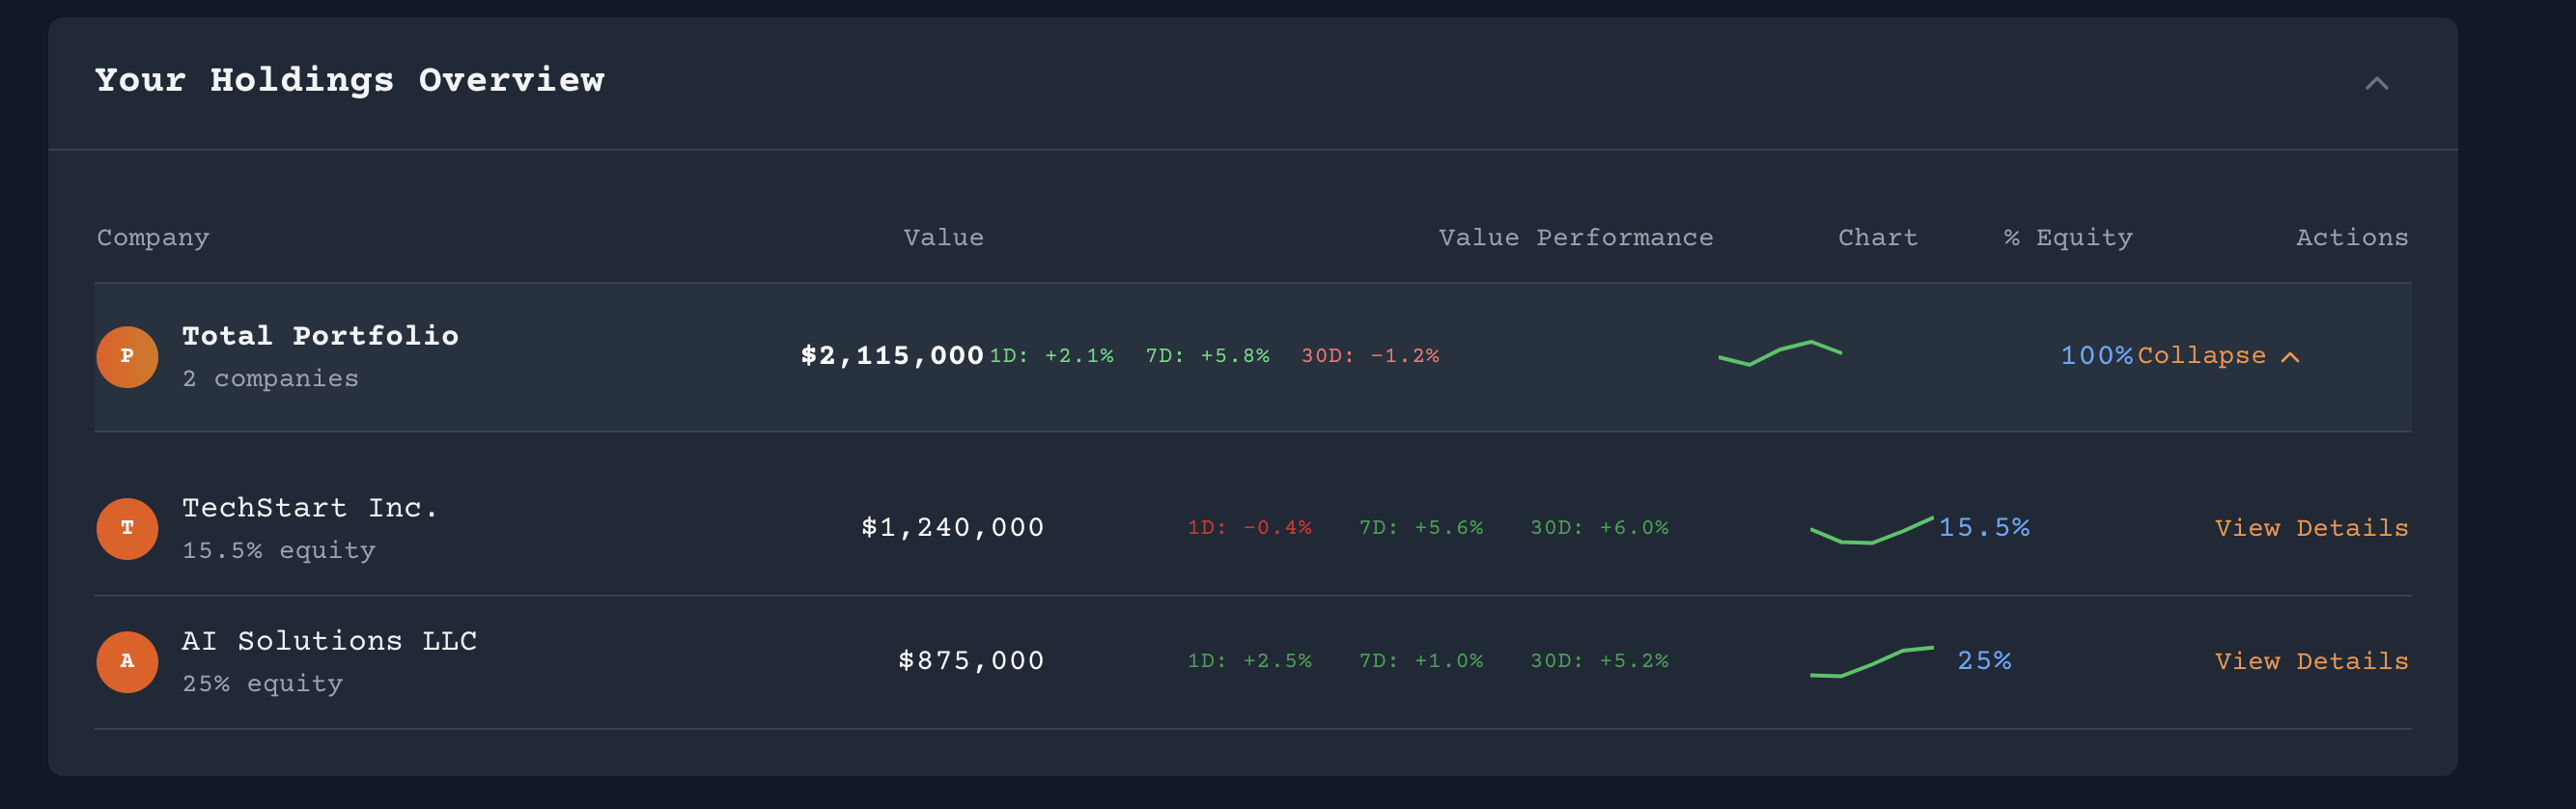 Your Holdings Overview
Company Value Value Performance Chart % Equity Actions
P Total Portfolio $2,115,000 1D: +2.1% 7D: +5.8% 30D: -1.2% 100% Collapse
2 companies
T TechStart Inc. $1,240,000 1D: -0.4% 7D: +5.6% 30D: +6.0% 15.5% View Details
15.5% equity
A AI Solutions LLC $875,000 1D: +2.5% 7D: +1.0% 30D: +5.2% 25% View Details
25% equity